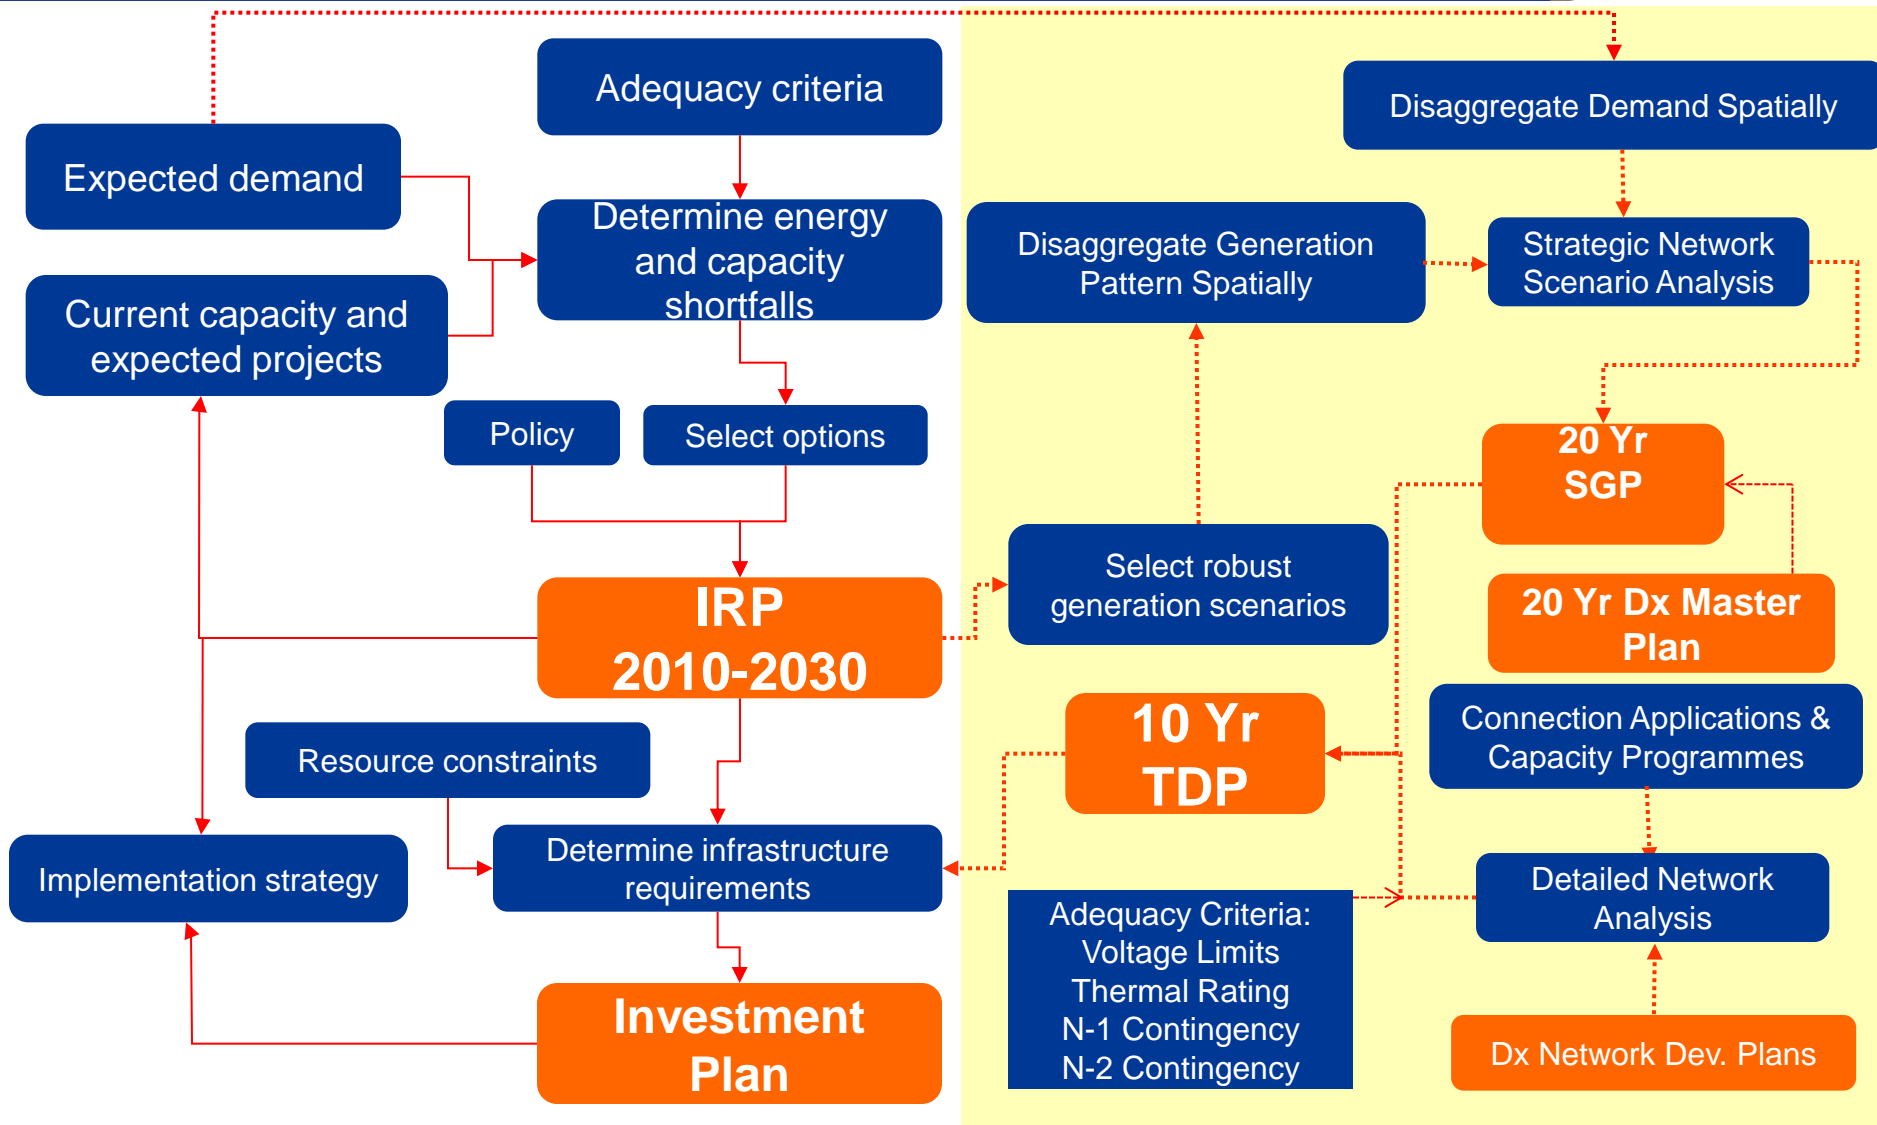 Adequacy criteria
Expected demand
Determine energy
and capacity
shortfalls
Current capacity and
expected projects
Policy
Select options
IRP
2010-2030
Resource constraints
Determine infrastructure
requirements
Implementation strategy
Investment
Plan
Disaggregate Demand Spatially
Disaggregate Generation
Pattern Spatially
Strategic Network
Scenario Analysis
20 Yr
SGP
Select robust
generation scenarios
20 Yr Dx Master
Plan
10 Yr
TDP
Connection Applications &
Capacity Programmes
Detailed Network
Analysis
Adequacy Criteria:
Voltage Limits
Thermal Rating
N-1 Contingency
N-2 Contingency
Dx Network Dev. Plans